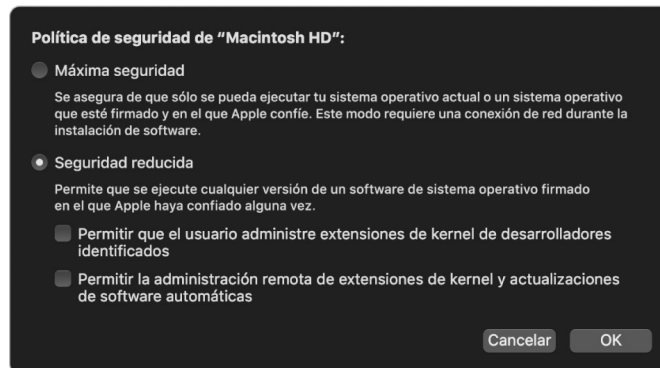 Política de seguridad de “Macintosh HD”:
Máxima seguridad
Se asegura de que sólo se pueda ejecutar tu sistema operativo actual o un sistema operativo
que esté firmado y en el que Apple confíe. Este modo requiere una conexión de red durante la
instalación de software.
Seguridad reducida
Permite que se ejecute cualquier versión de un software de sistema operativo firmado
en el que Apple haya confiado alguna vez.
Permitir que el usuario administre extensiones de kernel de desarrolladores
identificados
Permitir la administración remota de extensiones de kernel y actualizaciones
de software automáticas
Cancelar OK